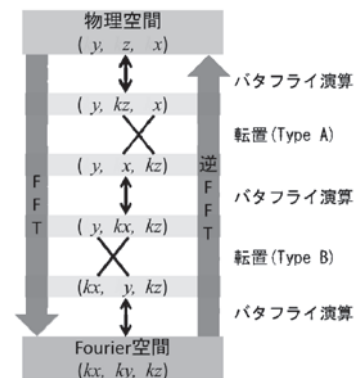 物理空間
( y, z, x)
バタフライ演算
( y, kz, x)
転置(Type A)
( y, x, kz)
FFT
逆FFT
バタフライ演算
( y, kx, kz)
転置(Type B)
(kx, y, kz)
バタフライ演算
Fourier空間
(kx, ky, kz)